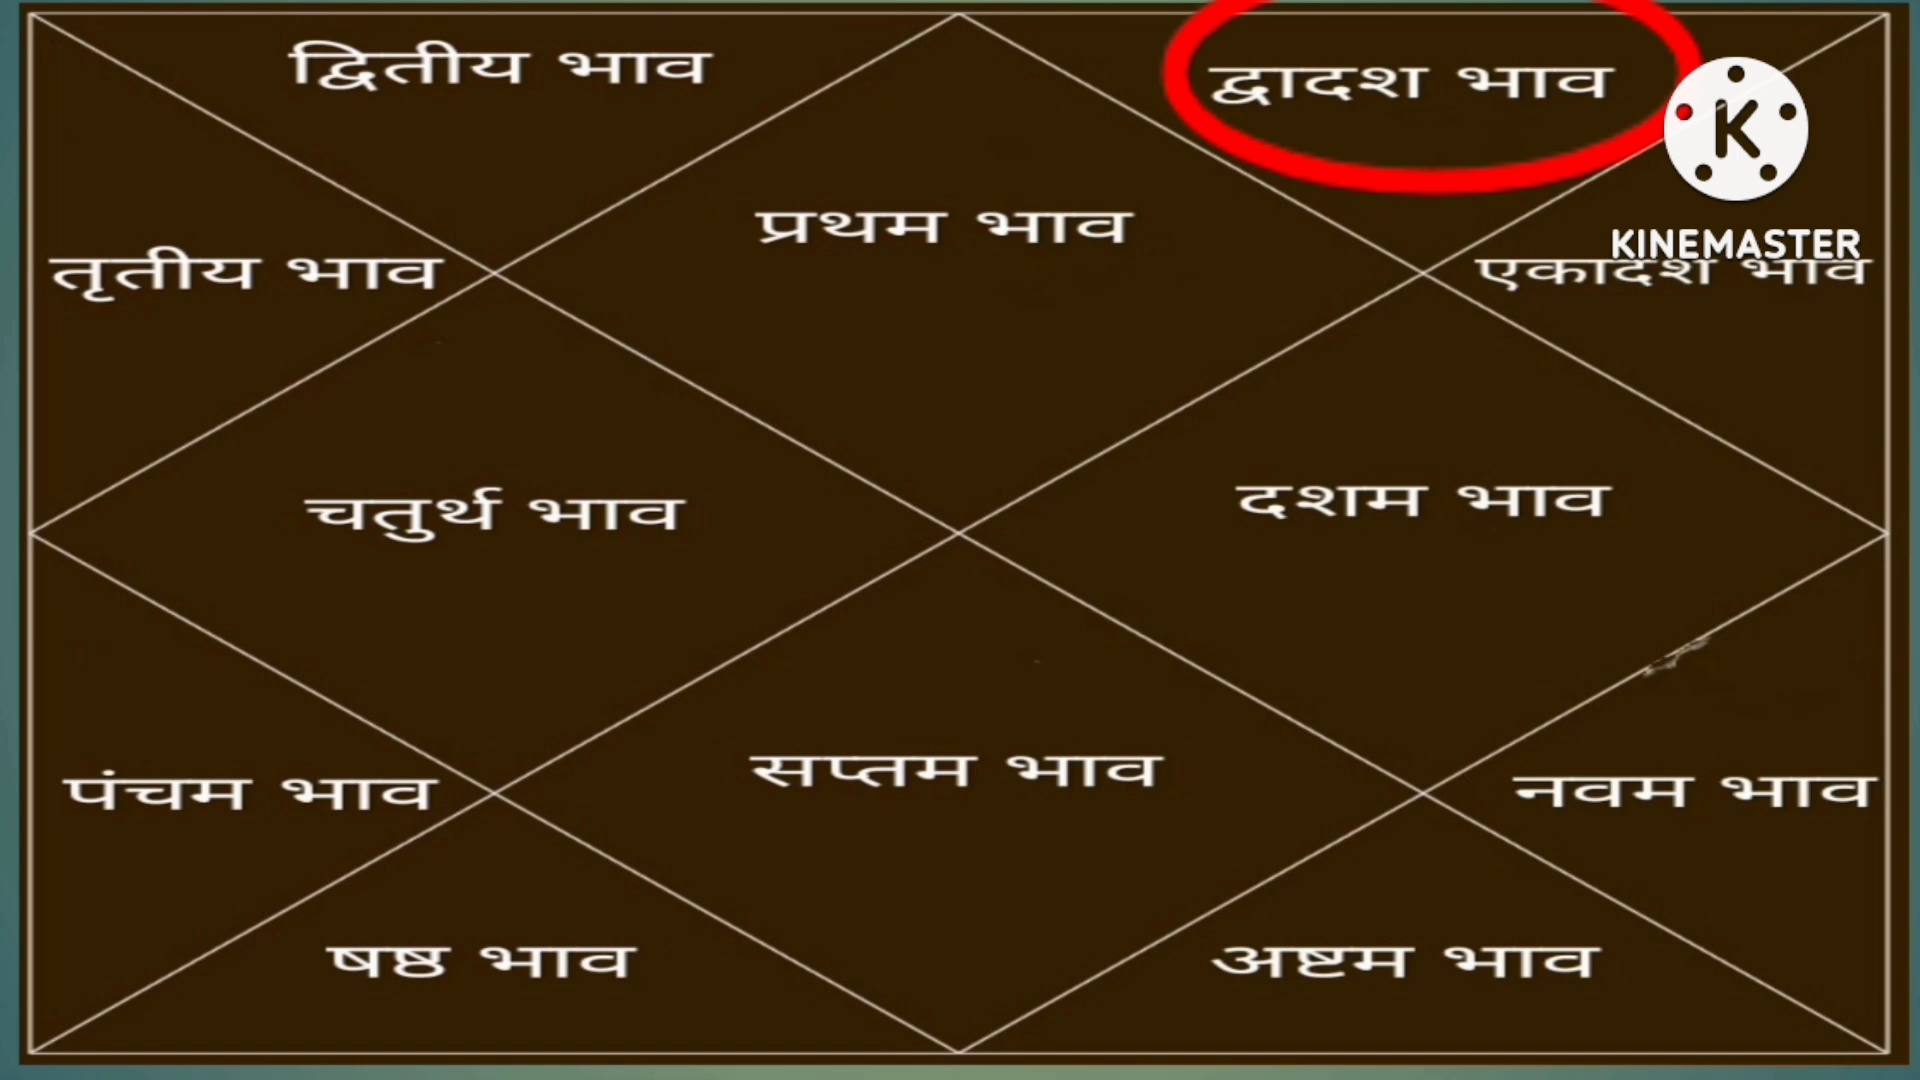 द्वितीय भाव
द्वादश भाव
K
प्रथम भाव
KINEMASTER
तृतीय भाव
एकादश भाव
चतुर्थ भाव
दशम भाव
पंचम भाव
सप्तम भाव
नवम भाव
षष्ठ भाव
अष्टम भाव